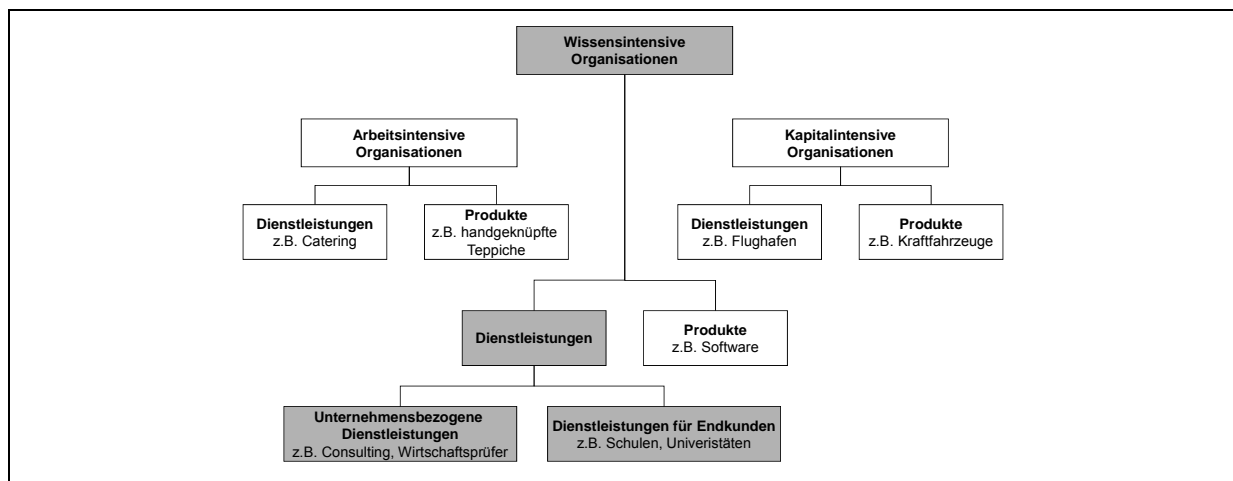 Wissensintensive
Organisationen
Arbeitsintensive
Organisationen
Kapitalintensive
Organisationen
Dienstleistungen
z.B. Catering
Produkte
z.B. handgeknüpfte
Teppiche
Dienstleistungen
z.B. Flughafen
Produkte
z.B. Kraftfahrzeuge
Dienstleistungen
Produkte
z.B. Software
Unternehmensbezogene
Dienstleistungen
z.B. Consulting, Wirtschaftsprüfer
Dienstleistungen für Endkunden
z.B. Schulen, Univeristäten